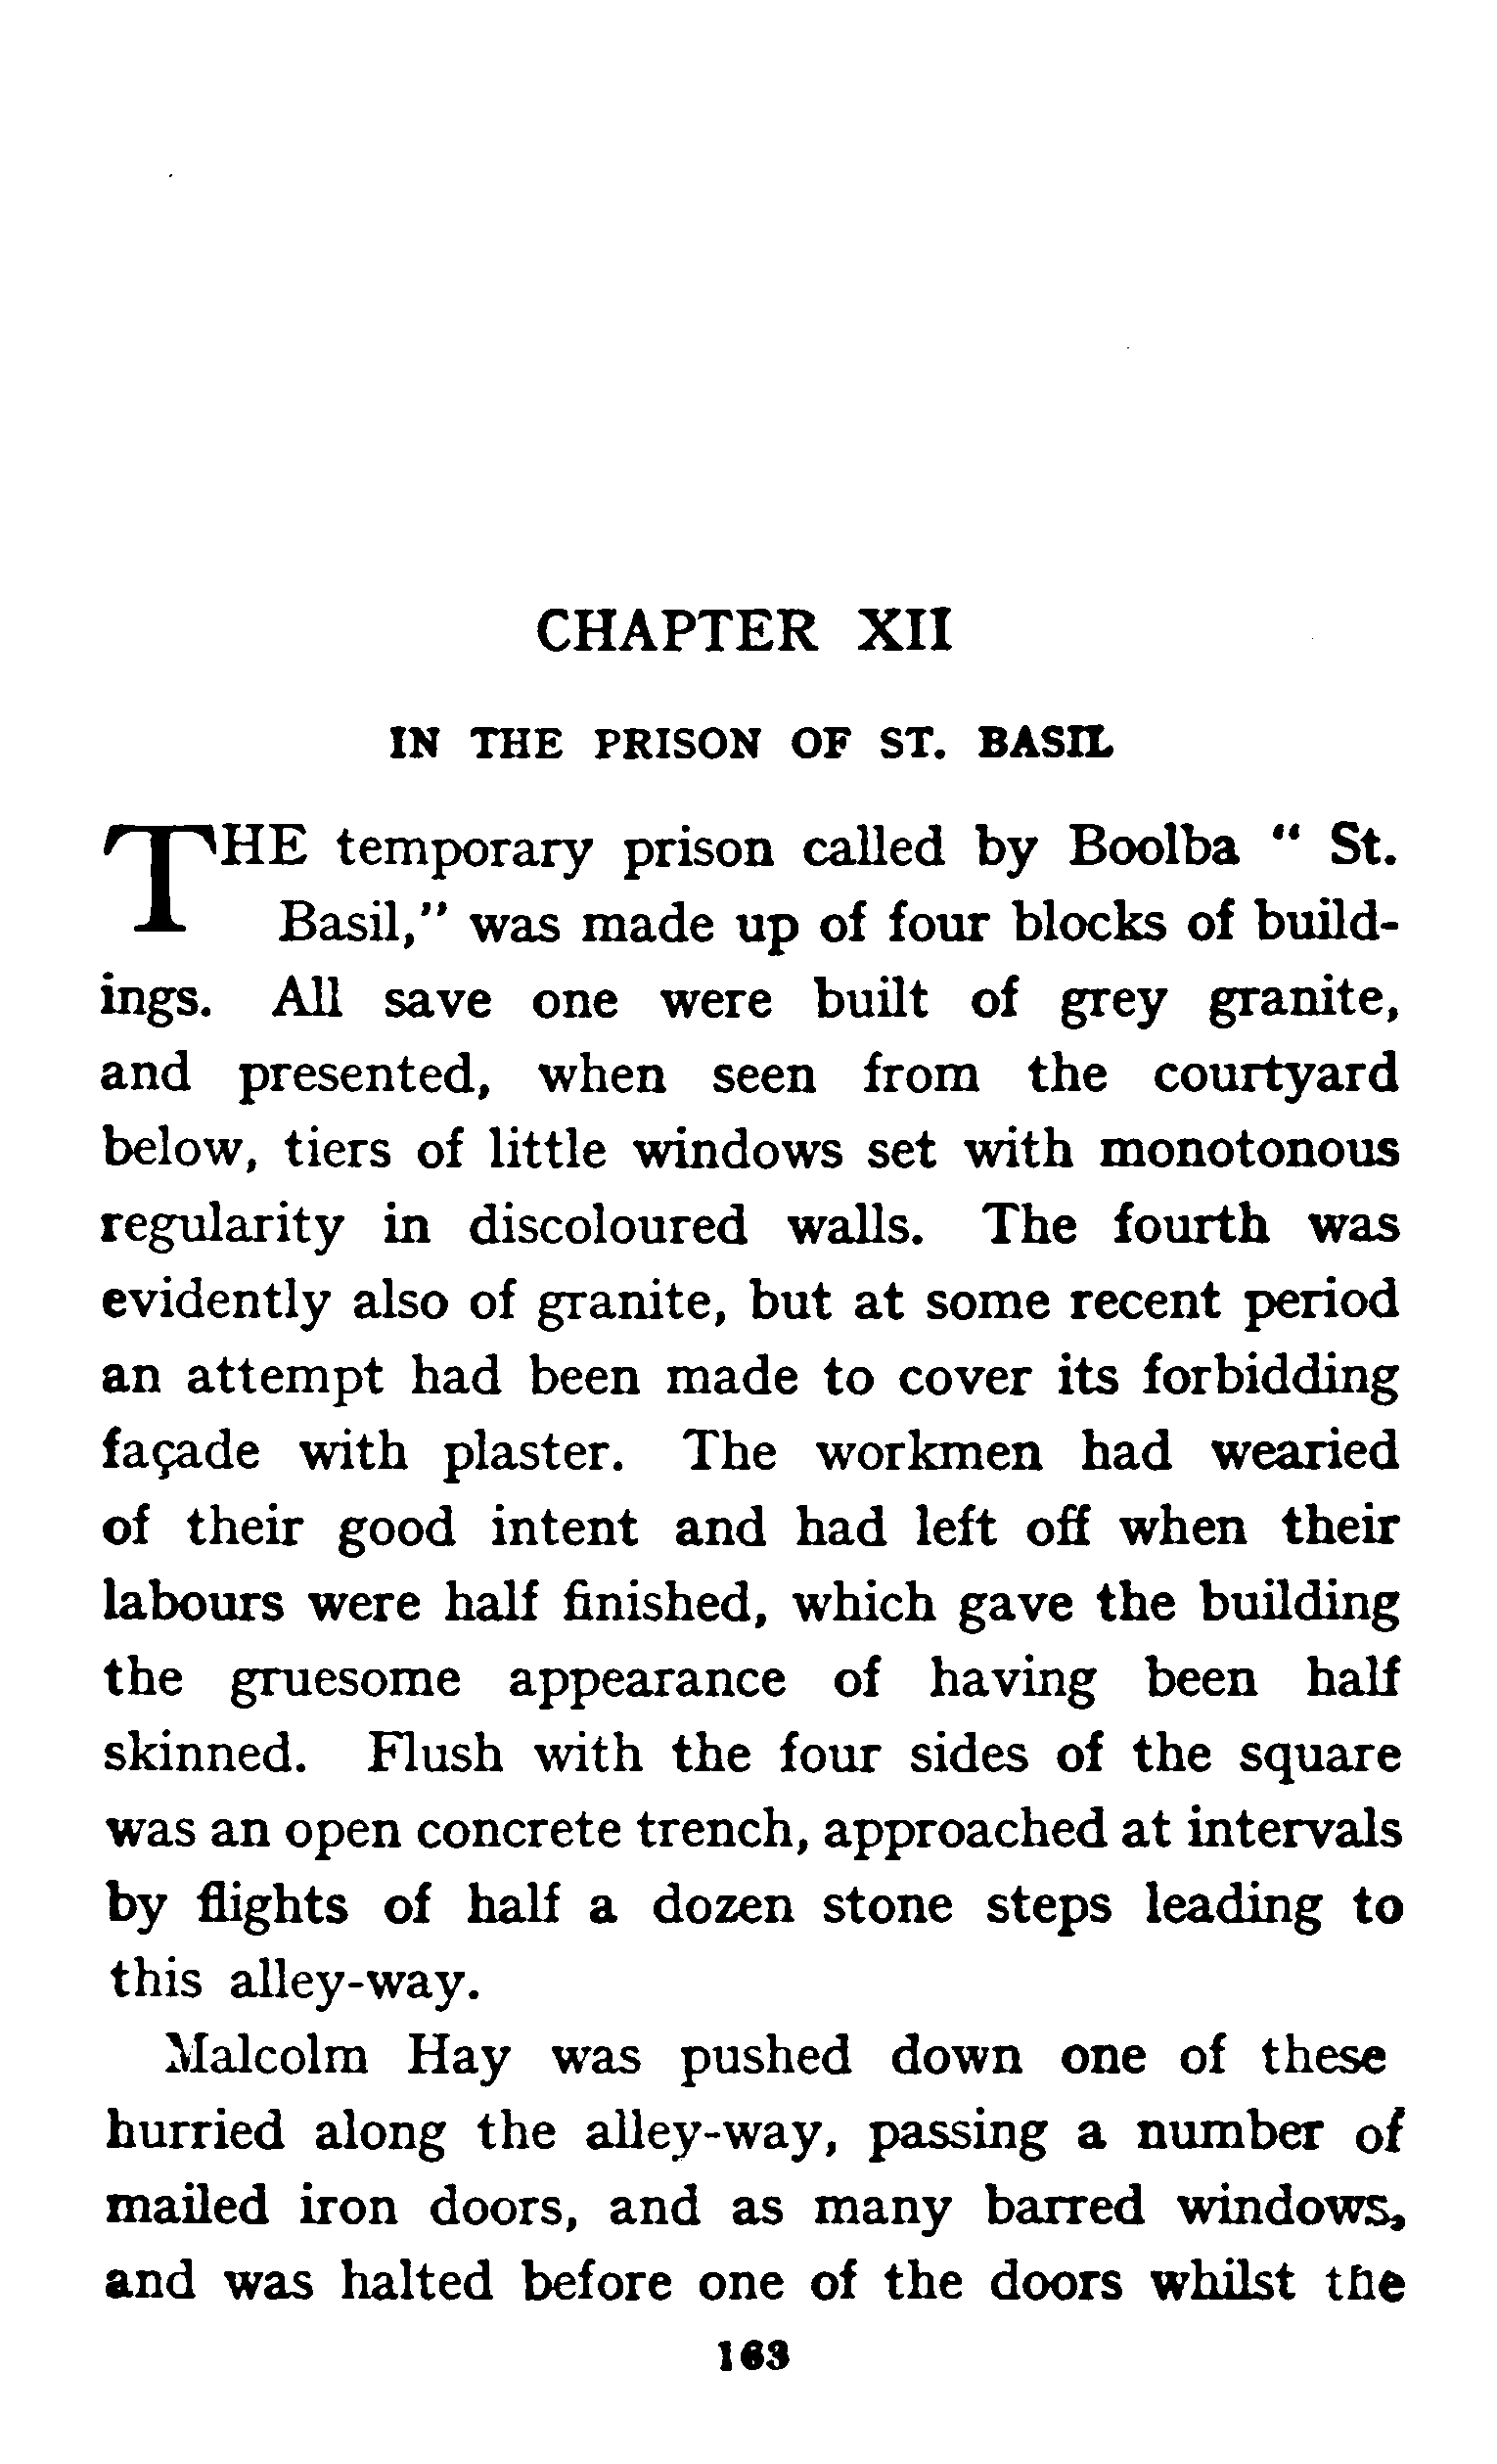 CHAPTER XII
IN THE PRISON OF ST. BASIL
THE temporary prison called by Boolba “ St.
Basil,” was made up of four blocks of build-
ings. All save one were built of grey granite,
and presented, when seen from the courtyard
below, tiers of little windows set with monotonous
regularity in discoloured walls. The fourth was
evidently also of granite, but at some recent period
an attempt had been made to cover its forbidding
façade with plaster. The workmen had wearied
of their good intent and had left off when their
labours were half finished, which gave the building
the gruesome appearance of having been half
skinned. Flush with the four sides of the square
was an open concrete trench, approached at intervals
by flights of half a dozen stone steps leading to
this alley-way.
Malcolm Hay was pushed down one of these
hurried along the alley-way, passing a number of
mailed iron doors, and as many barred windows,
and was halted before one of the doors whilst the
163